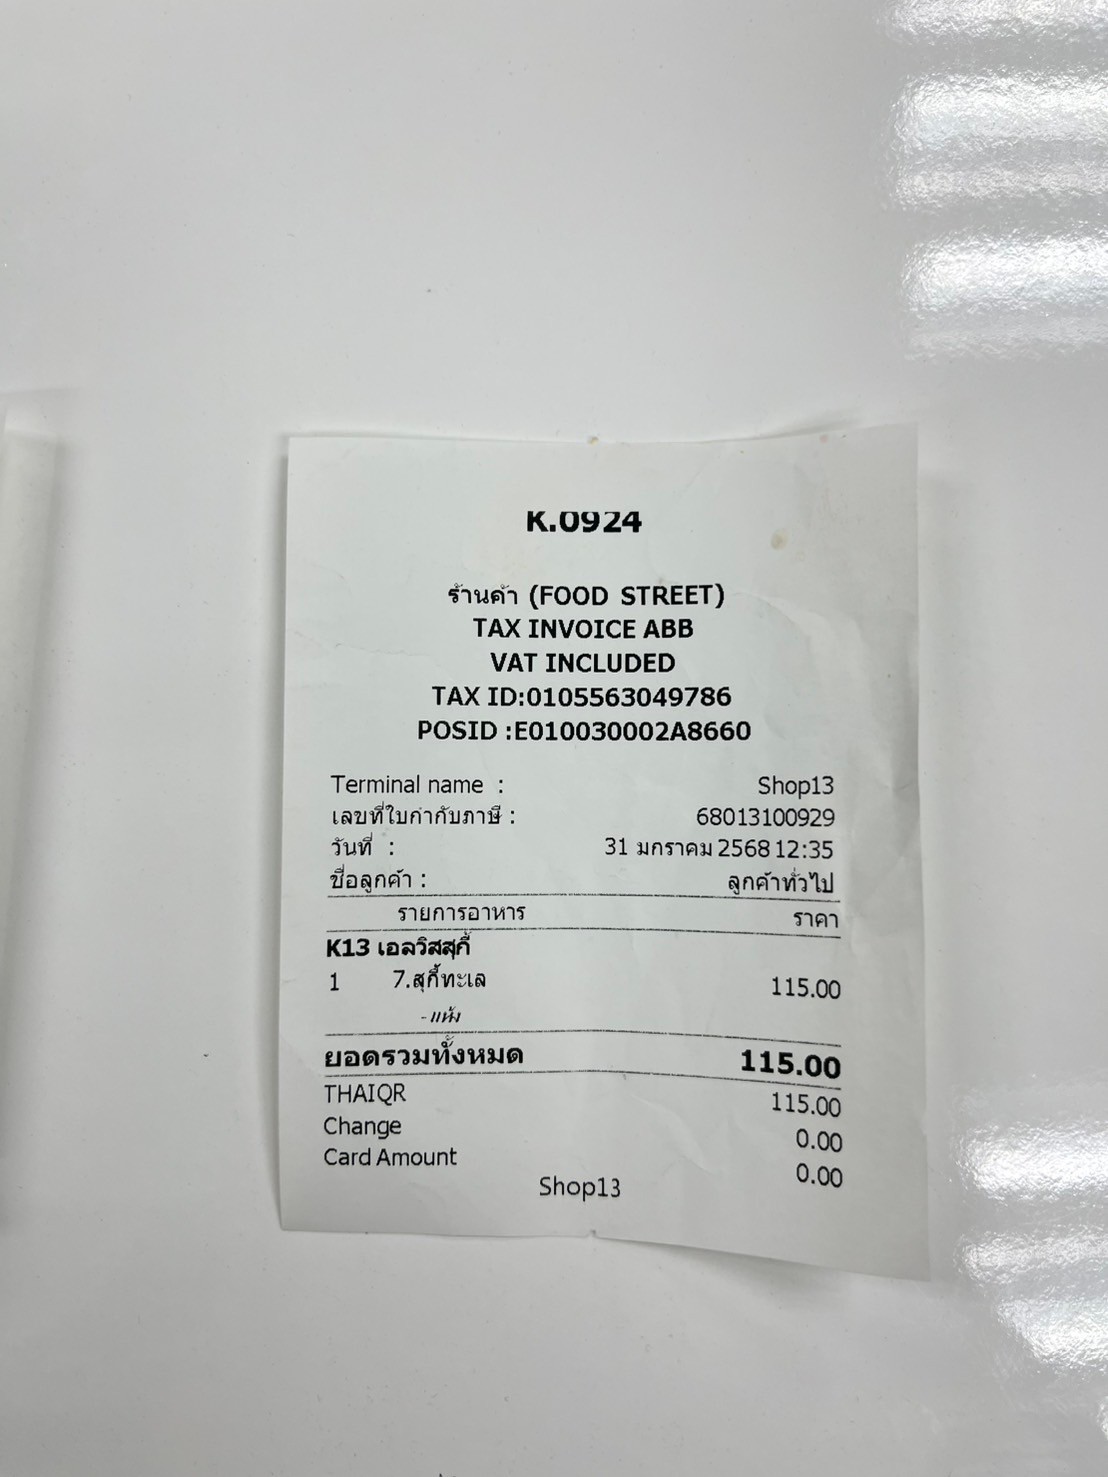 K.0924
ร้านค้า (FOOD STREET)
TAX INVOICE ABB
VAT INCLUDED
TAX ID:0105563049786
POSID :E010030002A8660
Terminal name : Shop13
เลขที่ใบกำกับภาษี : 68013100929
วันที่ : 31 มกราคม 2568 12:35
ชื่อลูกค้า : ลูกค้าทั่วไป
รายการอาหาร ราคา
K13 เอลวิสสุกี้
1 7.สุกี้ทะเล 115.00
-แห้ง
ยอดรวมทั้งหมด 115.00
THAIQR 115.00
Change 0.00
Card Amount 0.00
Shop13